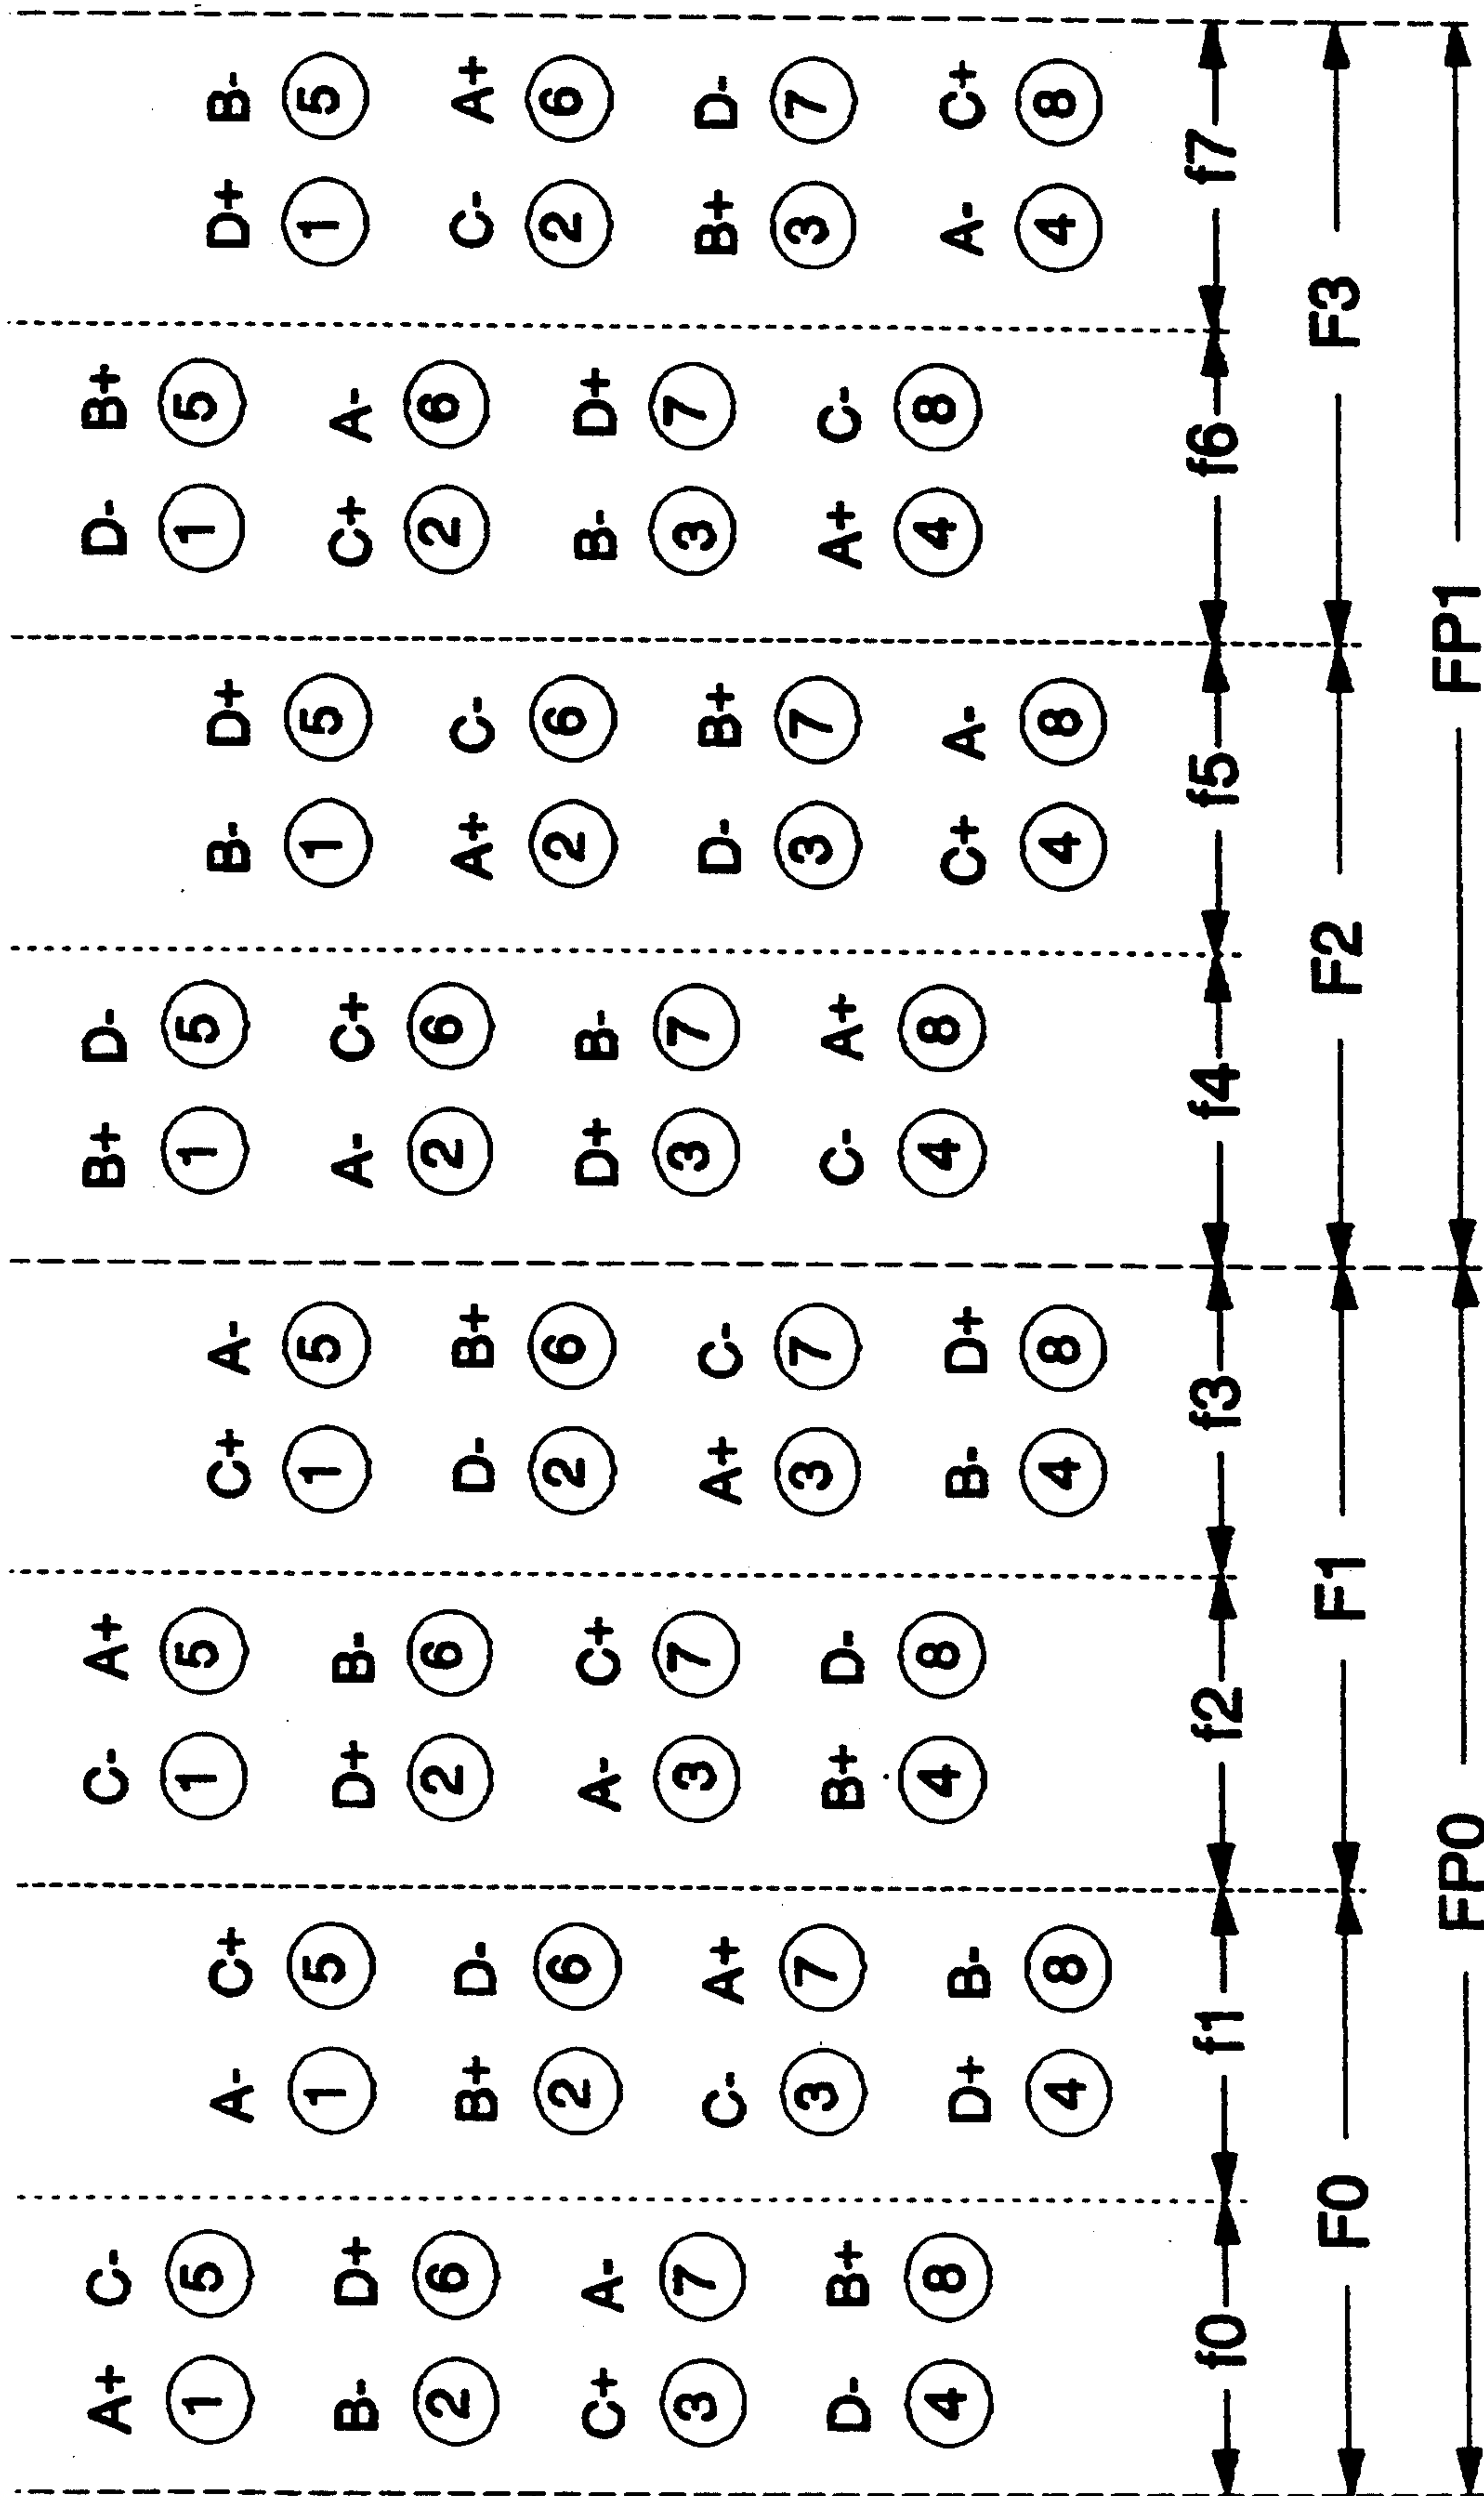 A+ C- C- A+ B+ D- D- B+
1 5 1 5 1 5 1 5
A- C+ C+ A- B- D+ D+ B-
1 5 1 5 1 5 1 5
B- D+ D+ B- A- C+ C+ A-
2 6 2 6 2 6 2 6
B+ D- D- B+ A+ C- C- A+
2 6 2 6 2 6 2 6
C+ A- A- C+ D+ B- B- D+
3 7 3 7 3 7 3 7
C- A+ A+ C- D- B+ B+ D-
3 7 3 7 3 7 3 7
D- B+ B+ D- C- A+ A+ C-
4 8 4 8 4 8 4 8
D+ B- B- D+ C+ A- A- C+
4 8 4 8 4 8 4 8
f0 f1 f2 f3 f4 f5 f6 f7
F0 F1 F2 F3
FP0 FP1